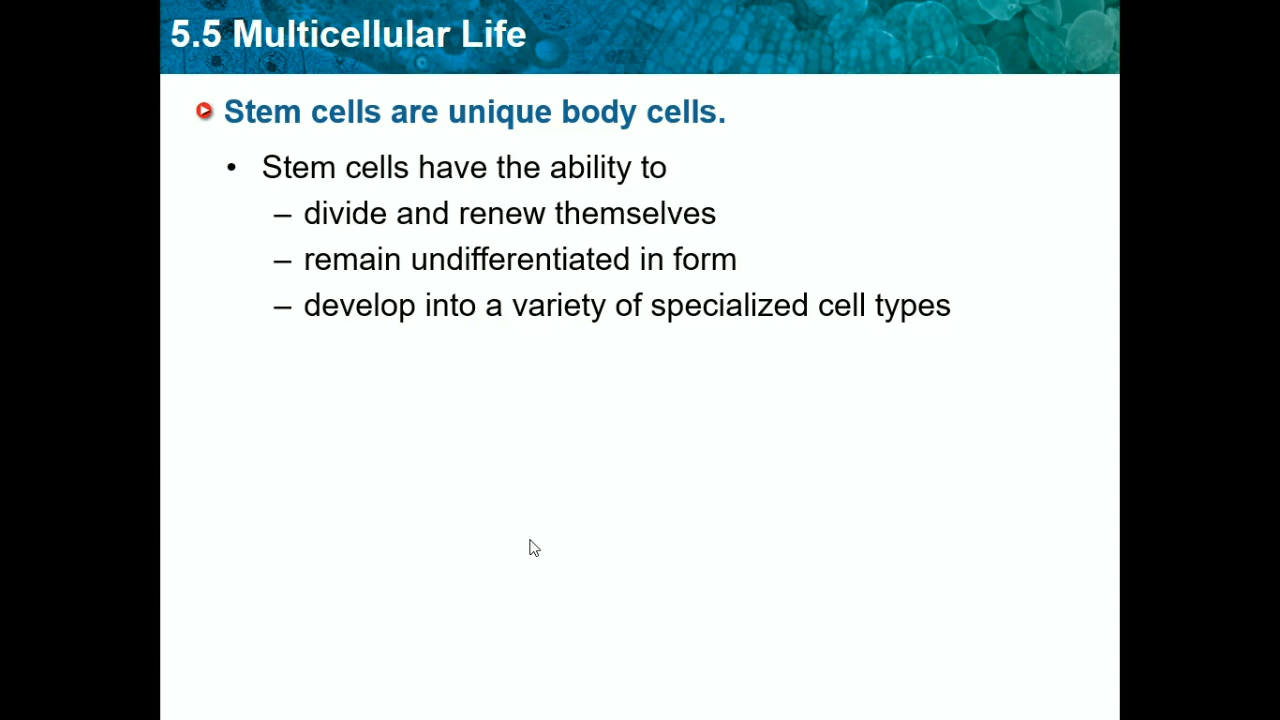 5.5 Multicellular Life
Stem cells are unique body cells.
• Stem cells have the ability to
– divide and renew themselves
– remain undifferentiated in form
– develop into a variety of specialized cell types